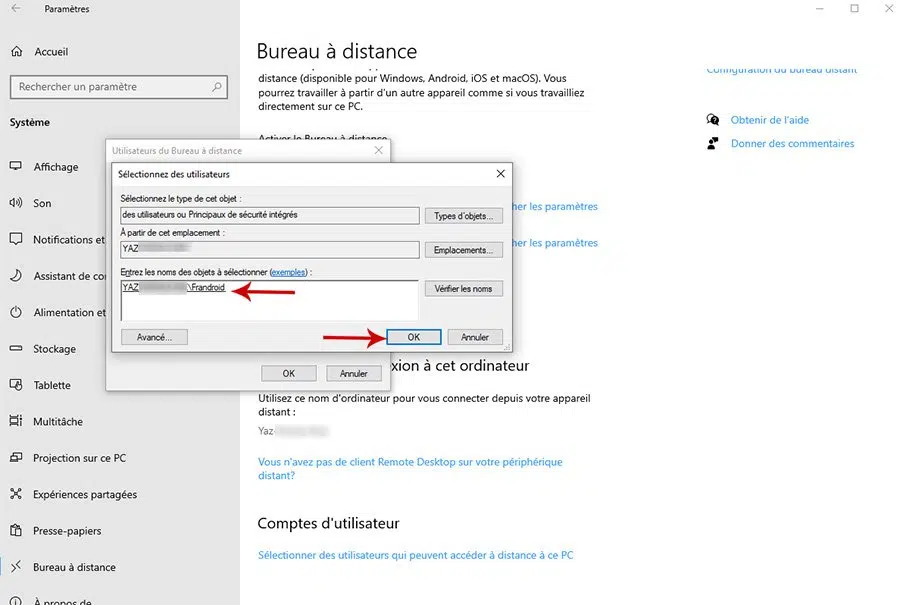 Paramètres
Accueil
Rechercher un paramètre
Système
Affichage
Son
Notifications et
Assistant de co
Alimentation et
Stockage
Tablette
Multitâche
Projection sur ce PC
Expériences partagées
Presse-papiers
Bureau à distance
À propos de
Bureau à distance
distance (disponible pour Windows, Android, iOS et macOS). Vous
pourrez travailler à partir d'un autre appareil comme si vous travailliez
directement sur ce PC.
Activer le Bureau à distance
Utilisateurs du Bureau à distance
Sélectionnez des utilisateurs
Sélectionnez le type de cet objet :
des utilisateurs ou Principaux de sécurité intégrés
Types d'objets...
À partir de cet emplacement :
YAZ
Emplacements...
Entrez les noms des objets à sélectionner (exemples) :
YAZ \Frandroid
Vérifier les noms
Avancé...
OK
Annuler
OK
Annuler
her les paramètres
her les paramètres
xion à cet ordinateur
Utilisez ce nom d'ordinateur pour vous connecter depuis votre appareil
distant :
Yaz-
Vous n'avez pas de client Remote Desktop sur votre périphérique
distant?
Comptes d'utilisateur
Sélectionner des utilisateurs qui peuvent accéder à distance à ce PC
Configuration du bureau distant
Obtenir de l'aide
Donner des commentaires